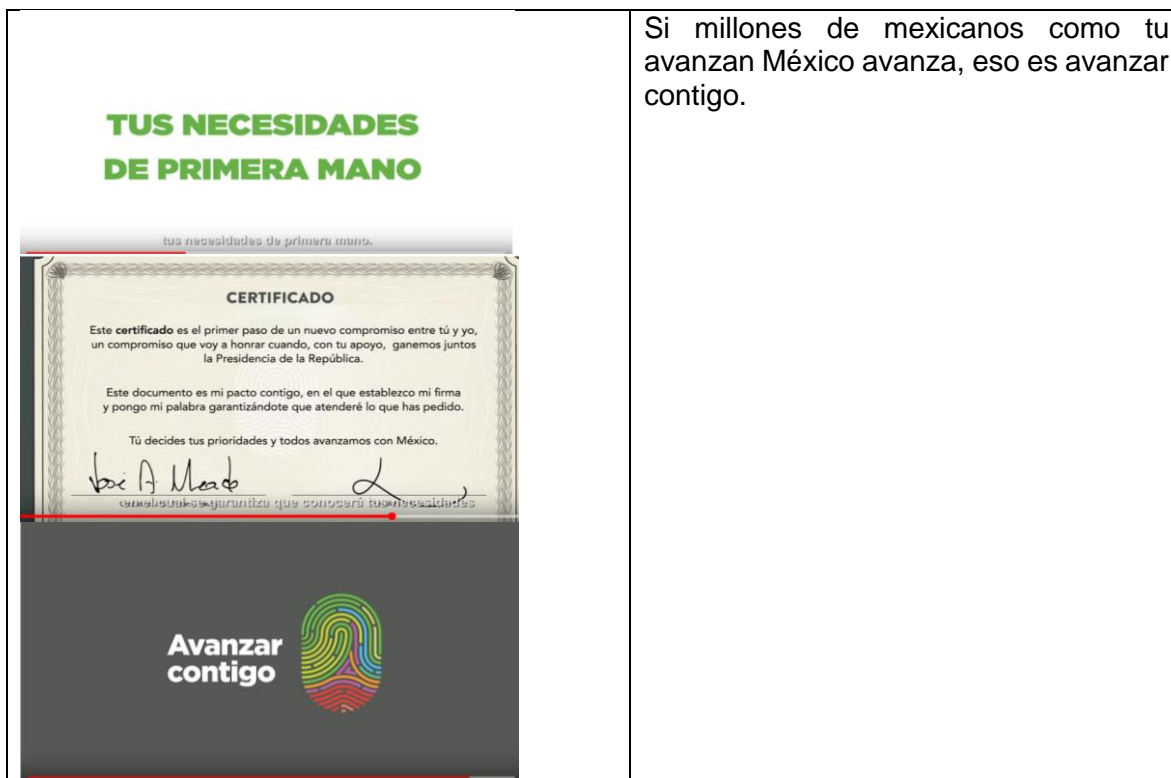 TUS NECESIDADES
DE PRIMERA MANO
tus necesidades de primera mano.
CERTIFICADO
Este certificado es el primer paso de un nuevo compromiso entre tú y yo,
un compromiso que voy a honrar cuando, con tu apoyo, ganemos juntos
la Presidencia de la República.
Este documento es mi pacto contigo, en el que establezco mi firma
y pongo mi palabra garantizándote que atenderé lo que has pedido.
Tú decides tus prioridades y todos avanzamos con México.
José A. Meade
se garantiza que conocerá tus necesidades
Avanzar
contigo
Si millones de mexicanos como tu
avanzan México avanza, eso es avanzar
contigo.